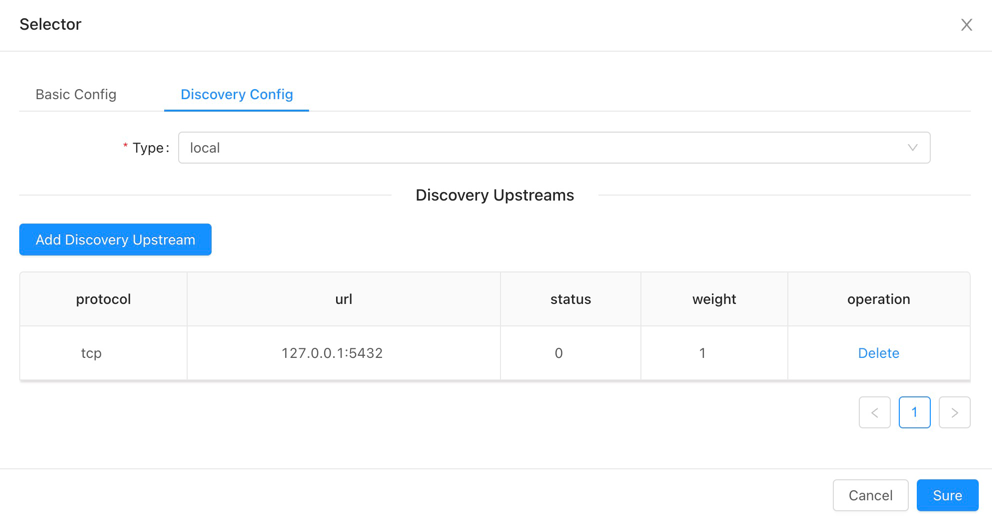 Selector
Basic Config Discovery Config
* Type : local
Discovery Upstreams
Add Discovery Upstream
protocol url status weight operation
tcp 127.0.0.1:5432 0 1 Delete
< 1 >
Cancel Sure